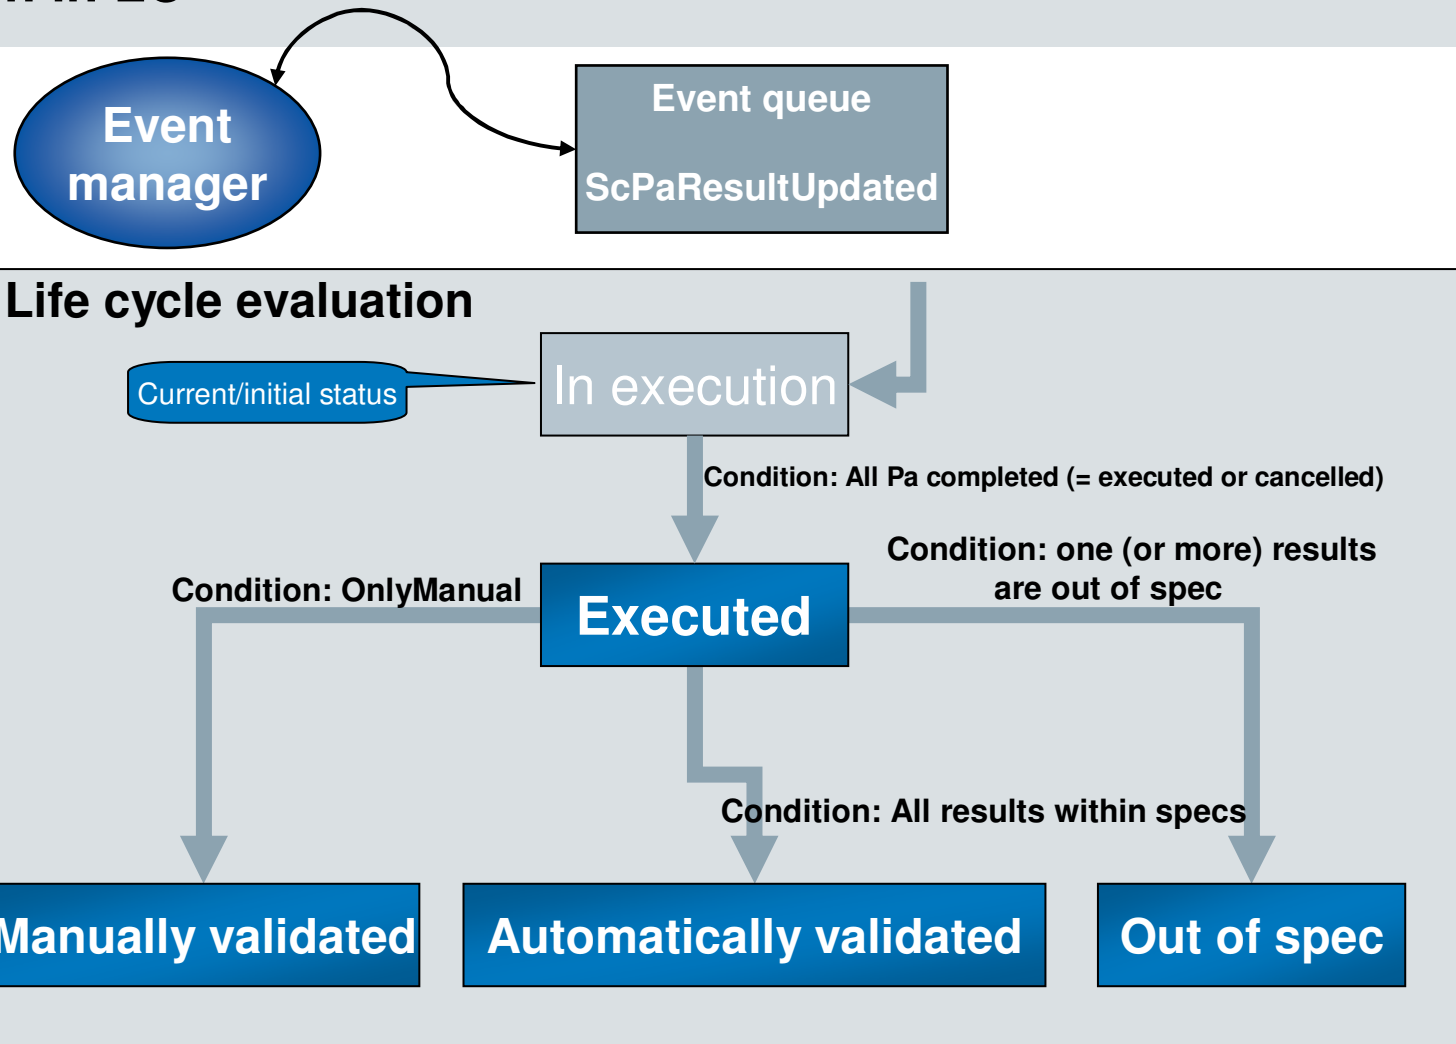 Event
manager
Event queue
ScPaResultUpdated
Life cycle evaluation
Current/initial status
In execution
Condition: All Pa completed (= executed or cancelled)
Condition: one (or more) results
are out of spec
Condition: OnlyManual
Executed
Condition: All results within specs
Manually validated
Automatically validated
Out of spec